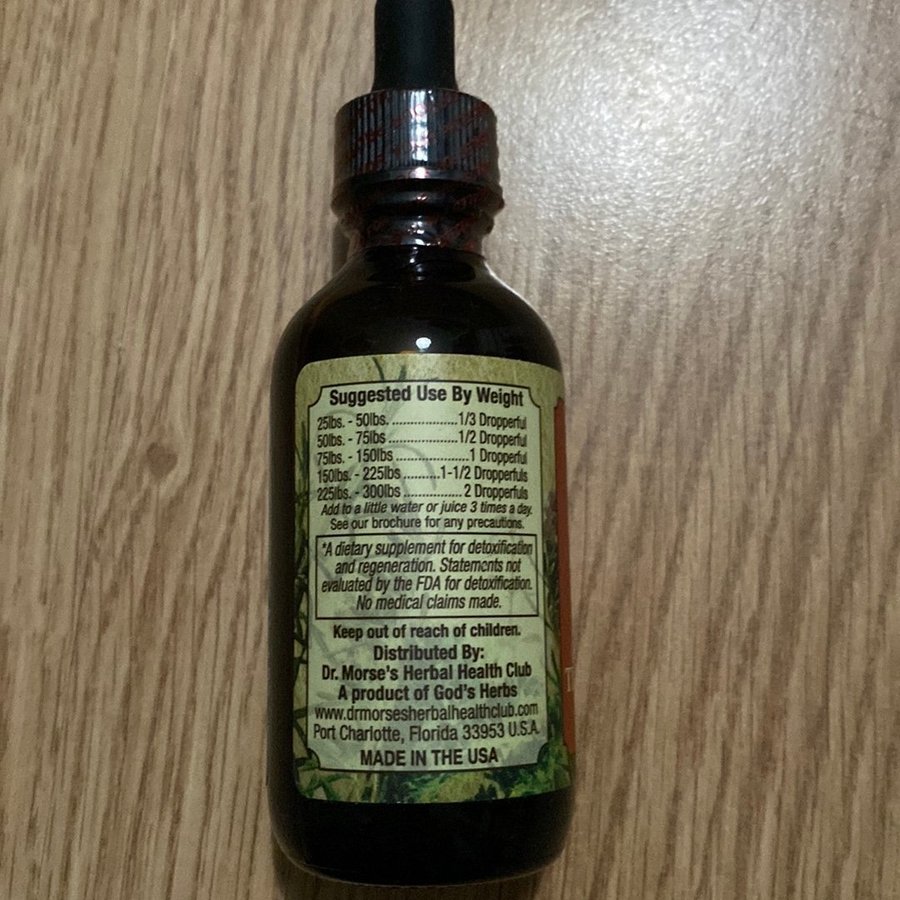 Suggested Use By Weight
25lbs. - 50lbs. ...................1/3 Dropperful
50lbs. - 75lbs ....................1/2 Dropperful
75lbs. - 150lbs .....................1 Dropperful
150lbs. - 225lbs ..........1-1/2 Dropperfuls
225lbs. - 300lbs .................2 Dropperfuls
Add to a little water or juice 3 times a day.
See our brochure for any precautions.
*A dietary supplement for detoxification
and regeneration. Statements not
evaluated by the FDA for detoxification.
No medical claims made.
Keep out of reach of children.
Distributed By:
Dr. Morse's Herbal Health Club
A product of God's Herbs
www.drmorsesherbalhealthclub.com
Port Charlotte, Florida 33953 U.S.A.
MADE IN THE USA